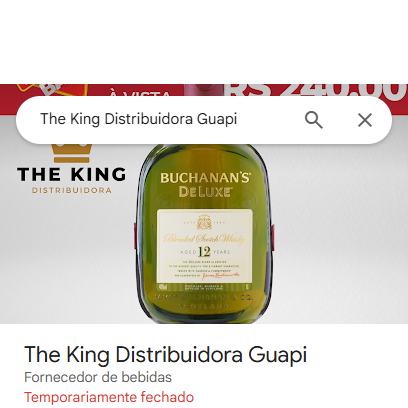 À VISTA
R$ 240,00
The King Distribuidora Guapi
THE KING
DISTRIBUIDORA
BUCHANAN'S
DELUXE
Blended Scotch Whisky
AGED 12 YEARS
The King Distribuidora Guapi
Fornecedor de bebidas
Temporariamente fechado